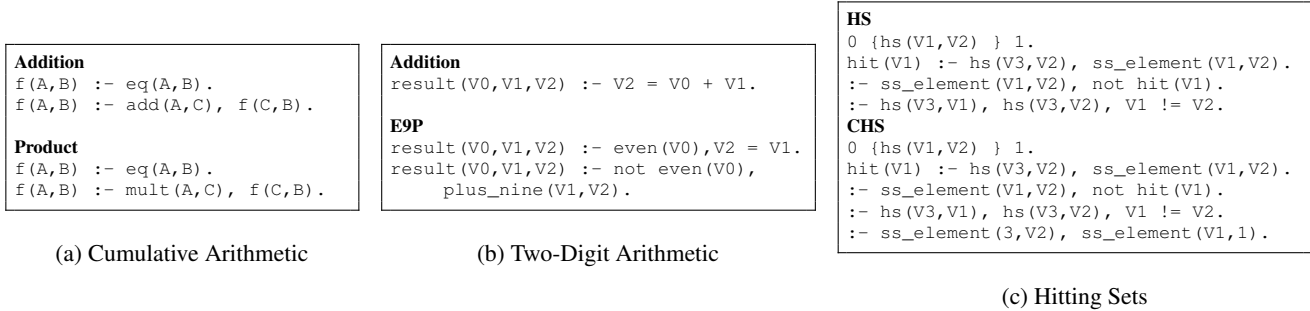 Addition
f(A,B) :- eq(A,B).
f(A,B) :- add(A,C), f(C,B).
Product
f(A,B) :- eq(A,B).
f(A,B) :- mult(A,C), f(C,B).
(a) Cumulative Arithmetic
Addition
result(V0,V1,V2) :- V2 = V0 + V1.
E9P
result(V0,V1,V2) :- even(V0),V2 = V1.
result(V0,V1,V2) :- not even(V0),
plus_nine(V1,V2).
(b) Two-Digit Arithmetic
HS
0 {hs(V1,V2) } 1.
hit(V1) :- hs(V3,V2), ss_element(V1,V2).
:- ss_element(V1,V2), not hit(V1).
:- hs(V3,V1), hs(V3,V2), V1 != V2.
CHS
0 {hs(V1,V2) } 1.
hit(V1) :- hs(V3,V2), ss_element(V1,V2).
:- ss_element(V1,V2), not hit(V1).
:- hs(V3,V1), hs(V3,V2), V1 != V2.
:- ss_element(3,V2), ss_element(V1,1).
(c) Hitting Sets